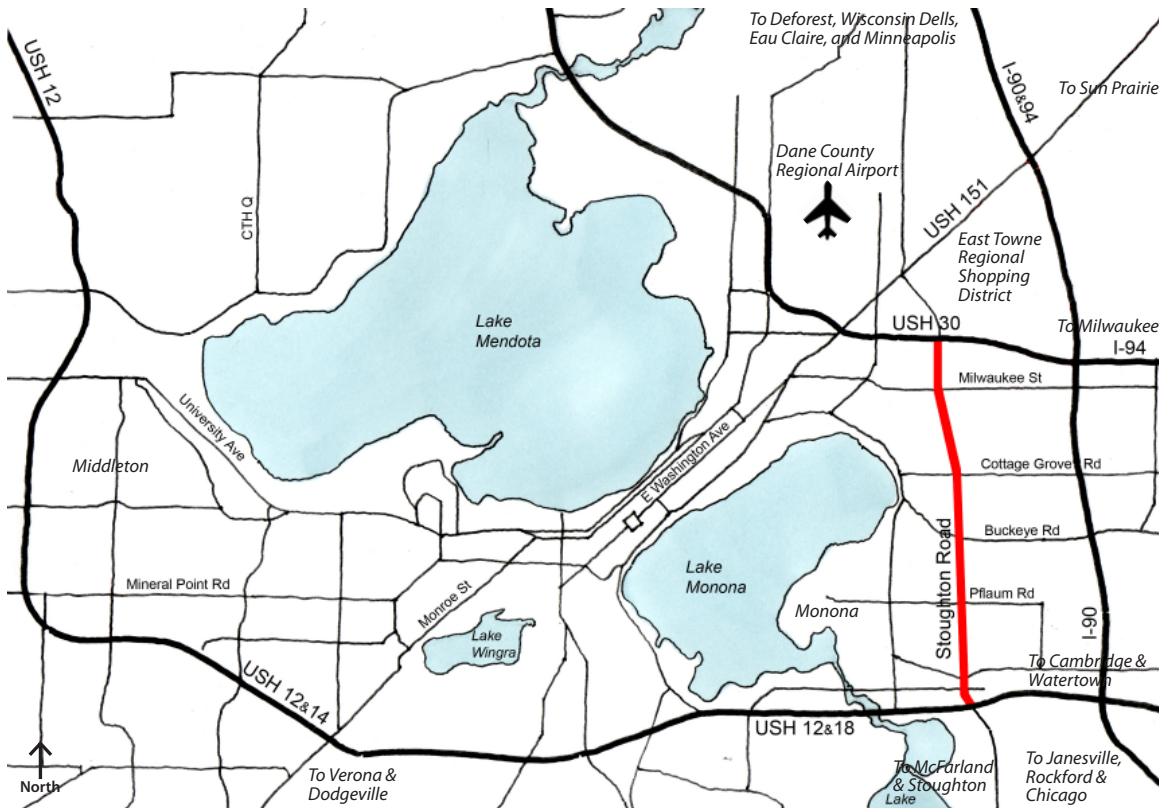 To Deforest, Wisconsin Dells,
Eau Claire, and Minneapolis
USH 12
I-90&94
To Sun Prairie
Dane County
Regional Airport
CTH Q
USH 151
East Towne
Regional
Shopping
District
Lake
Mendota
USH 30
To Milwaukee
I-94
Milwaukee St
University Ave
E Washington Ave
Middleton
Cottage Grove Rd
Stoughton Road
Buckeye Rd
Lake
Monona
Mineral Point Rd
Monroe St
Pflaum Rd
Monona
I-90
Lake
Wingra
To Cambridge &
Watertown
USH 12&14
USH 12&18
North
To Verona &
Dodgeville
To McFarland
& Stoughton
Lake
To Janesville,
Rockford &
Chicago